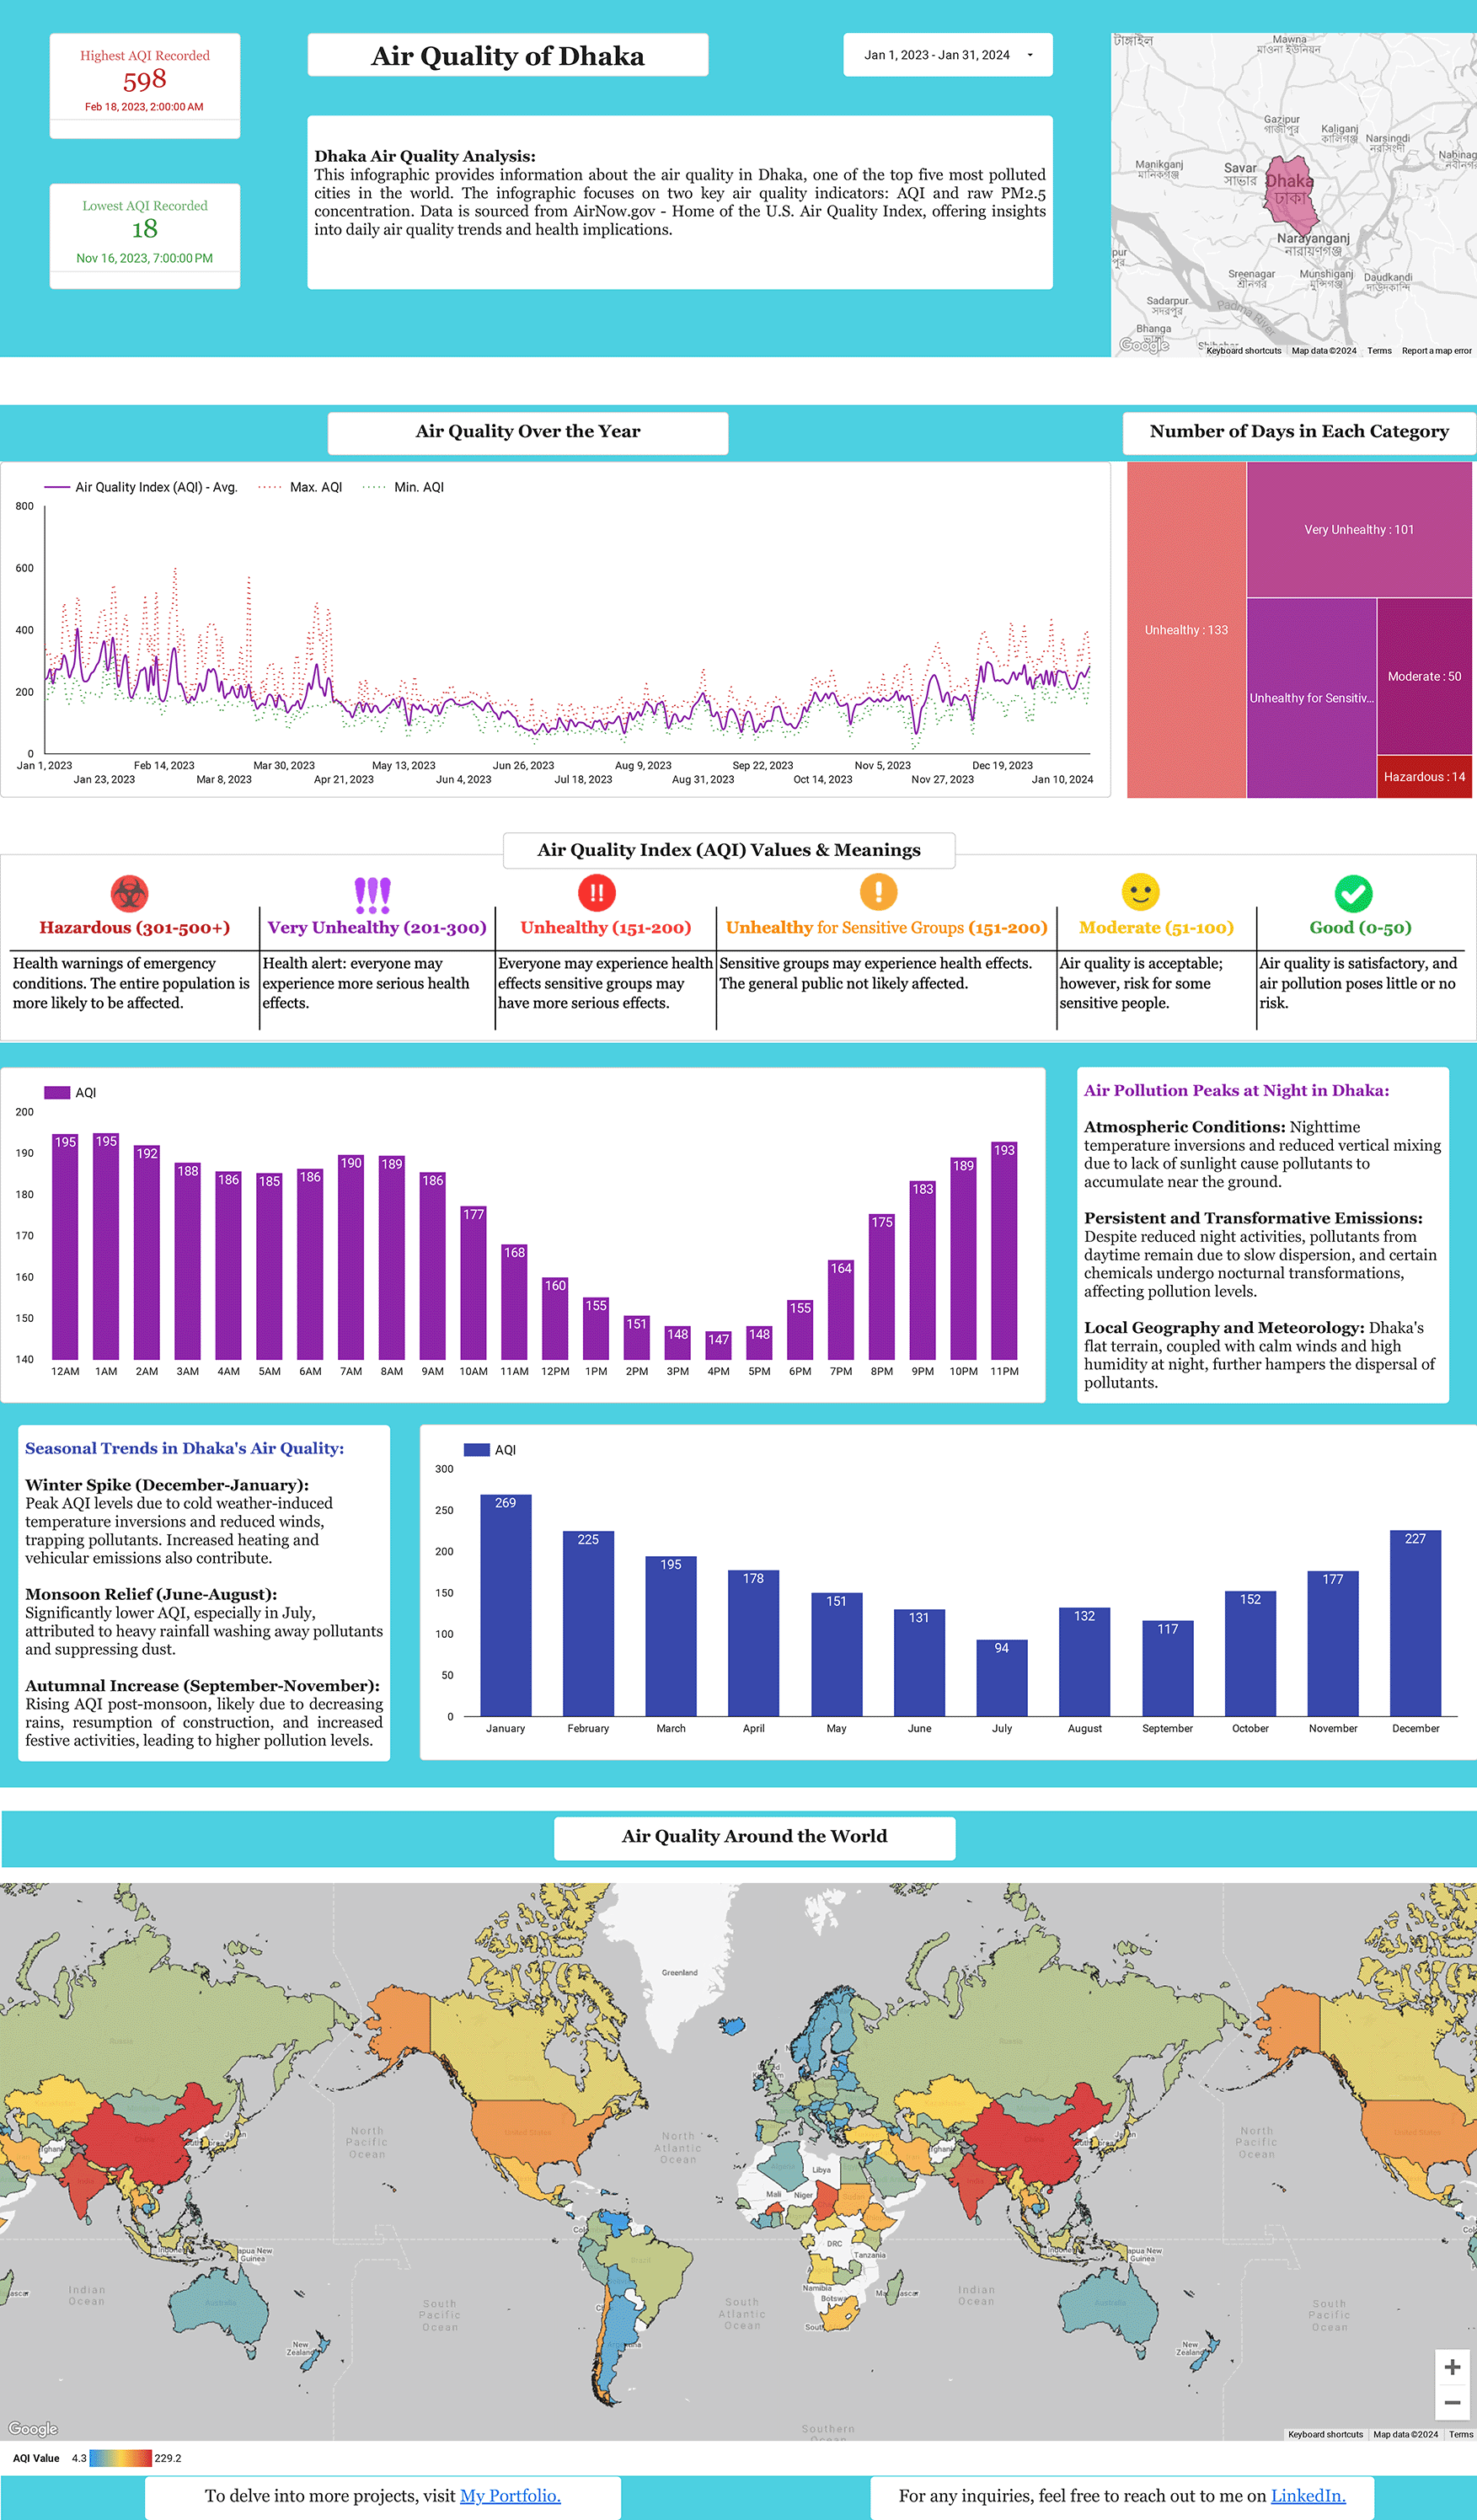 Highest AQI Recorded
598
Feb 18, 2023, 2:00:00 AM
Lowest AQI Recorded
18
Nov 16, 2023, 7:00:00 PM
Air Quality of Dhaka
Jan 1, 2023 - Jan 31, 2024
Dhaka Air Quality Analysis:
This infographic provides information about the air quality in Dhaka, one of the top five most polluted
cities in the world. The infographic focuses on two key air quality indicators: AQI and raw PM2.5
concentration. Data is sourced from AirNow.gov - Home of the U.S. Air Quality Index, offering insights
into daily air quality trends and health implications.
টাঙ্গাইল
Mawna
মাওনা ইউনিয়ন
Gazipur
গাজীপুর
Kaliganj
কালিগঞ্জ
Narsingdi
নরসিংদী
Manikganj
মানিকগঞ্জ
Savar
সাভার
Dhaka
ঢাকা
Narayanganj
নারায়ণগঞ্জ
Sreenagar
শ্রীনগর
Munshiganj
মুন্সিগঞ্জ
Daudkandi
দাউদকান্দি
Sadarpur
সদরপুর
Padma River
Bhanga
Google
Keyboard shortcuts
Map data ©2024
Terms
Report a map error
Air Quality Over the Year
Number of Days in Each Category
Air Quality Index (AQI) - Avg.
Max. AQI
Min. AQI
800
600
400
200
0
Jan 1, 2023
Jan 23, 2023
Feb 14, 2023
Mar 8, 2023
Mar 30, 2023
Apr 21, 2023
May 13, 2023
Jun 4, 2023
Jun 26, 2023
Jul 18, 2023
Aug 9, 2023
Aug 31, 2023
Sep 22, 2023
Oct 14, 2023
Nov 5, 2023
Nov 27, 2023
Dec 19, 2023
Jan 10, 2024
Unhealthy : 133
Very Unhealthy : 101
Unhealthy for Sensitiv...
Moderate : 50
Hazardous : 14
Air Quality Index (AQI) Values & Meanings
Hazardous (301-500+)
Health warnings of emergency
conditions. The entire population is
more likely to be affected.
Very Unhealthy (201-300)
Health alert: everyone may
experience more serious health
effects.
Unhealthy (151-200)
Everyone may experience health
effects sensitive groups may
have more serious effects.
Unhealthy for Sensitive Groups (151-200)
Sensitive groups may experience health effects.
The general public not likely affected.
Moderate (51-100)
Air quality is acceptable;
however, risk for some
sensitive people.
Good (0-50)
Air quality is satisfactory, and
air pollution poses little or no
risk.
AQI
200
190
180
170
160
150
140
195
195
192
188
186
185
186
190
189
186
177
168
160
155
151
148
147
148
155
164
175
183
189
193
12AM
1AM
2AM
3AM
4AM
5AM
6AM
7AM
8AM
9AM
10AM
11AM
12PM
1PM
2PM
3PM
4PM
5PM
6PM
7PM
8PM
9PM
10PM
11PM
Air Pollution Peaks at Night in Dhaka:
Atmospheric Conditions: Nighttime
temperature inversions and reduced vertical mixing
due to lack of sunlight cause pollutants to
accumulate near the ground.
Persistent and Transformative Emissions:
Despite reduced night activities, pollutants from
daytime remain due to slow dispersion, and certain
chemicals undergo nocturnal transformations,
affecting pollution levels.
Local Geography and Meteorology: Dhaka's
flat terrain, coupled with calm winds and high
humidity at night, further hampers the dispersal of
pollutants.
Seasonal Trends in Dhaka's Air Quality:
Winter Spike (December-January):
Peak AQI levels due to cold weather-induced
temperature inversions and reduced winds,
trapping pollutants. Increased heating and
vehicular emissions also contribute.
Monsoon Relief (June-August):
Significantly lower AQI, especially in July,
attributed to heavy rainfall washing away pollutants
and suppressing dust.
Autumnal Increase (September-November):
Rising AQI post-monsoon, likely due to decreasing
rains, resumption of construction, and increased
festive activities, leading to higher pollution levels.
AQI
300
250
200
150
100
50
0
269
225
195
178
151
131
94
132
117
152
177
227
January
February
March
April
May
June
July
August
September
October
November
December
Air Quality Around the World
Greenland
North
Pacific
Ocean
North
Atlantic
Ocean
North
Pacific
Ocean
Libya
Mali
Niger
DRC
Tanzania
Namibia
Indian
Ocean
South
Pacific
Ocean
South
Atlantic
Ocean
Indian
Ocean
South
Pacific
Ocean
New
Zealand
New
Zealand
Southern
Google
Keyboard shortcuts
Map data ©2024
Terms
AQI Value
4.3
229.2
To delve into more projects, visit My Portfolio.
For any inquiries, feel free to reach out to me on LinkedIn.